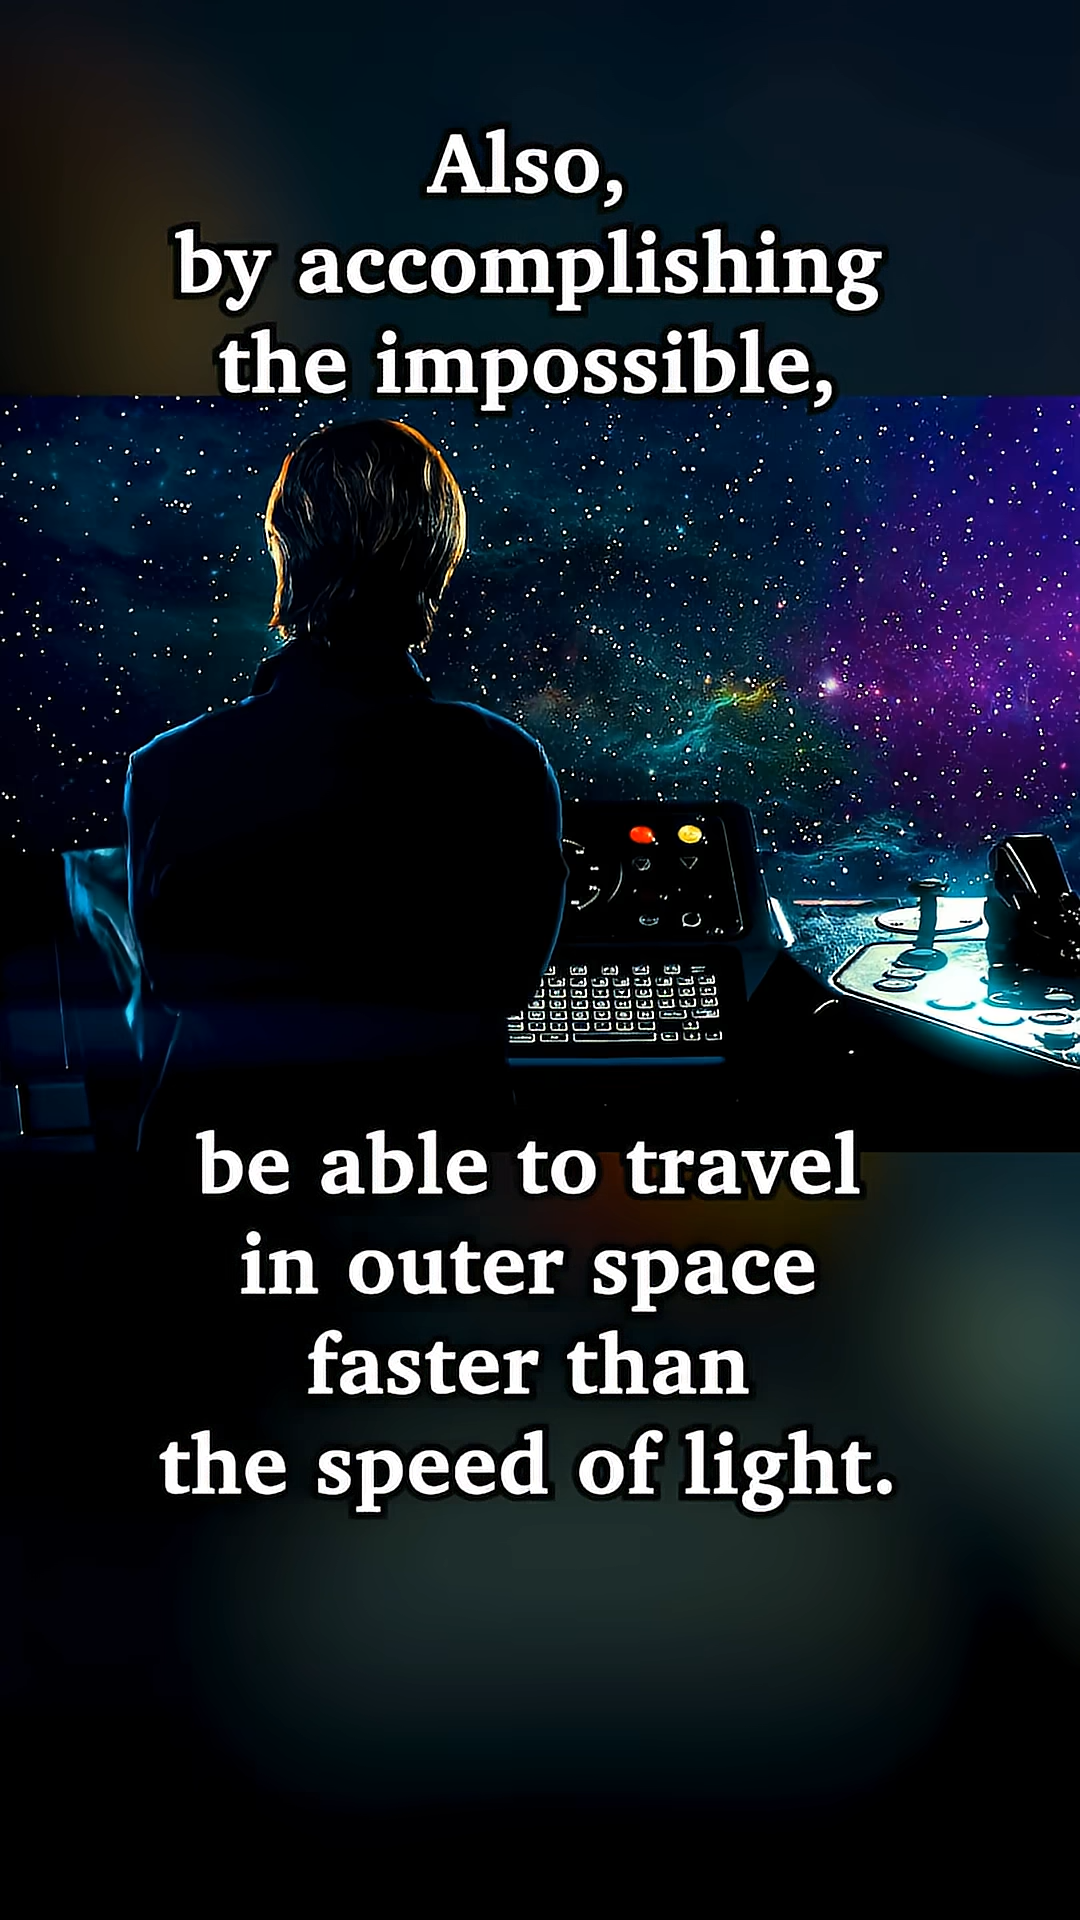 Also,
by accomplishing
the impossible,
be able to travel
in outer space
faster than
the speed of light.